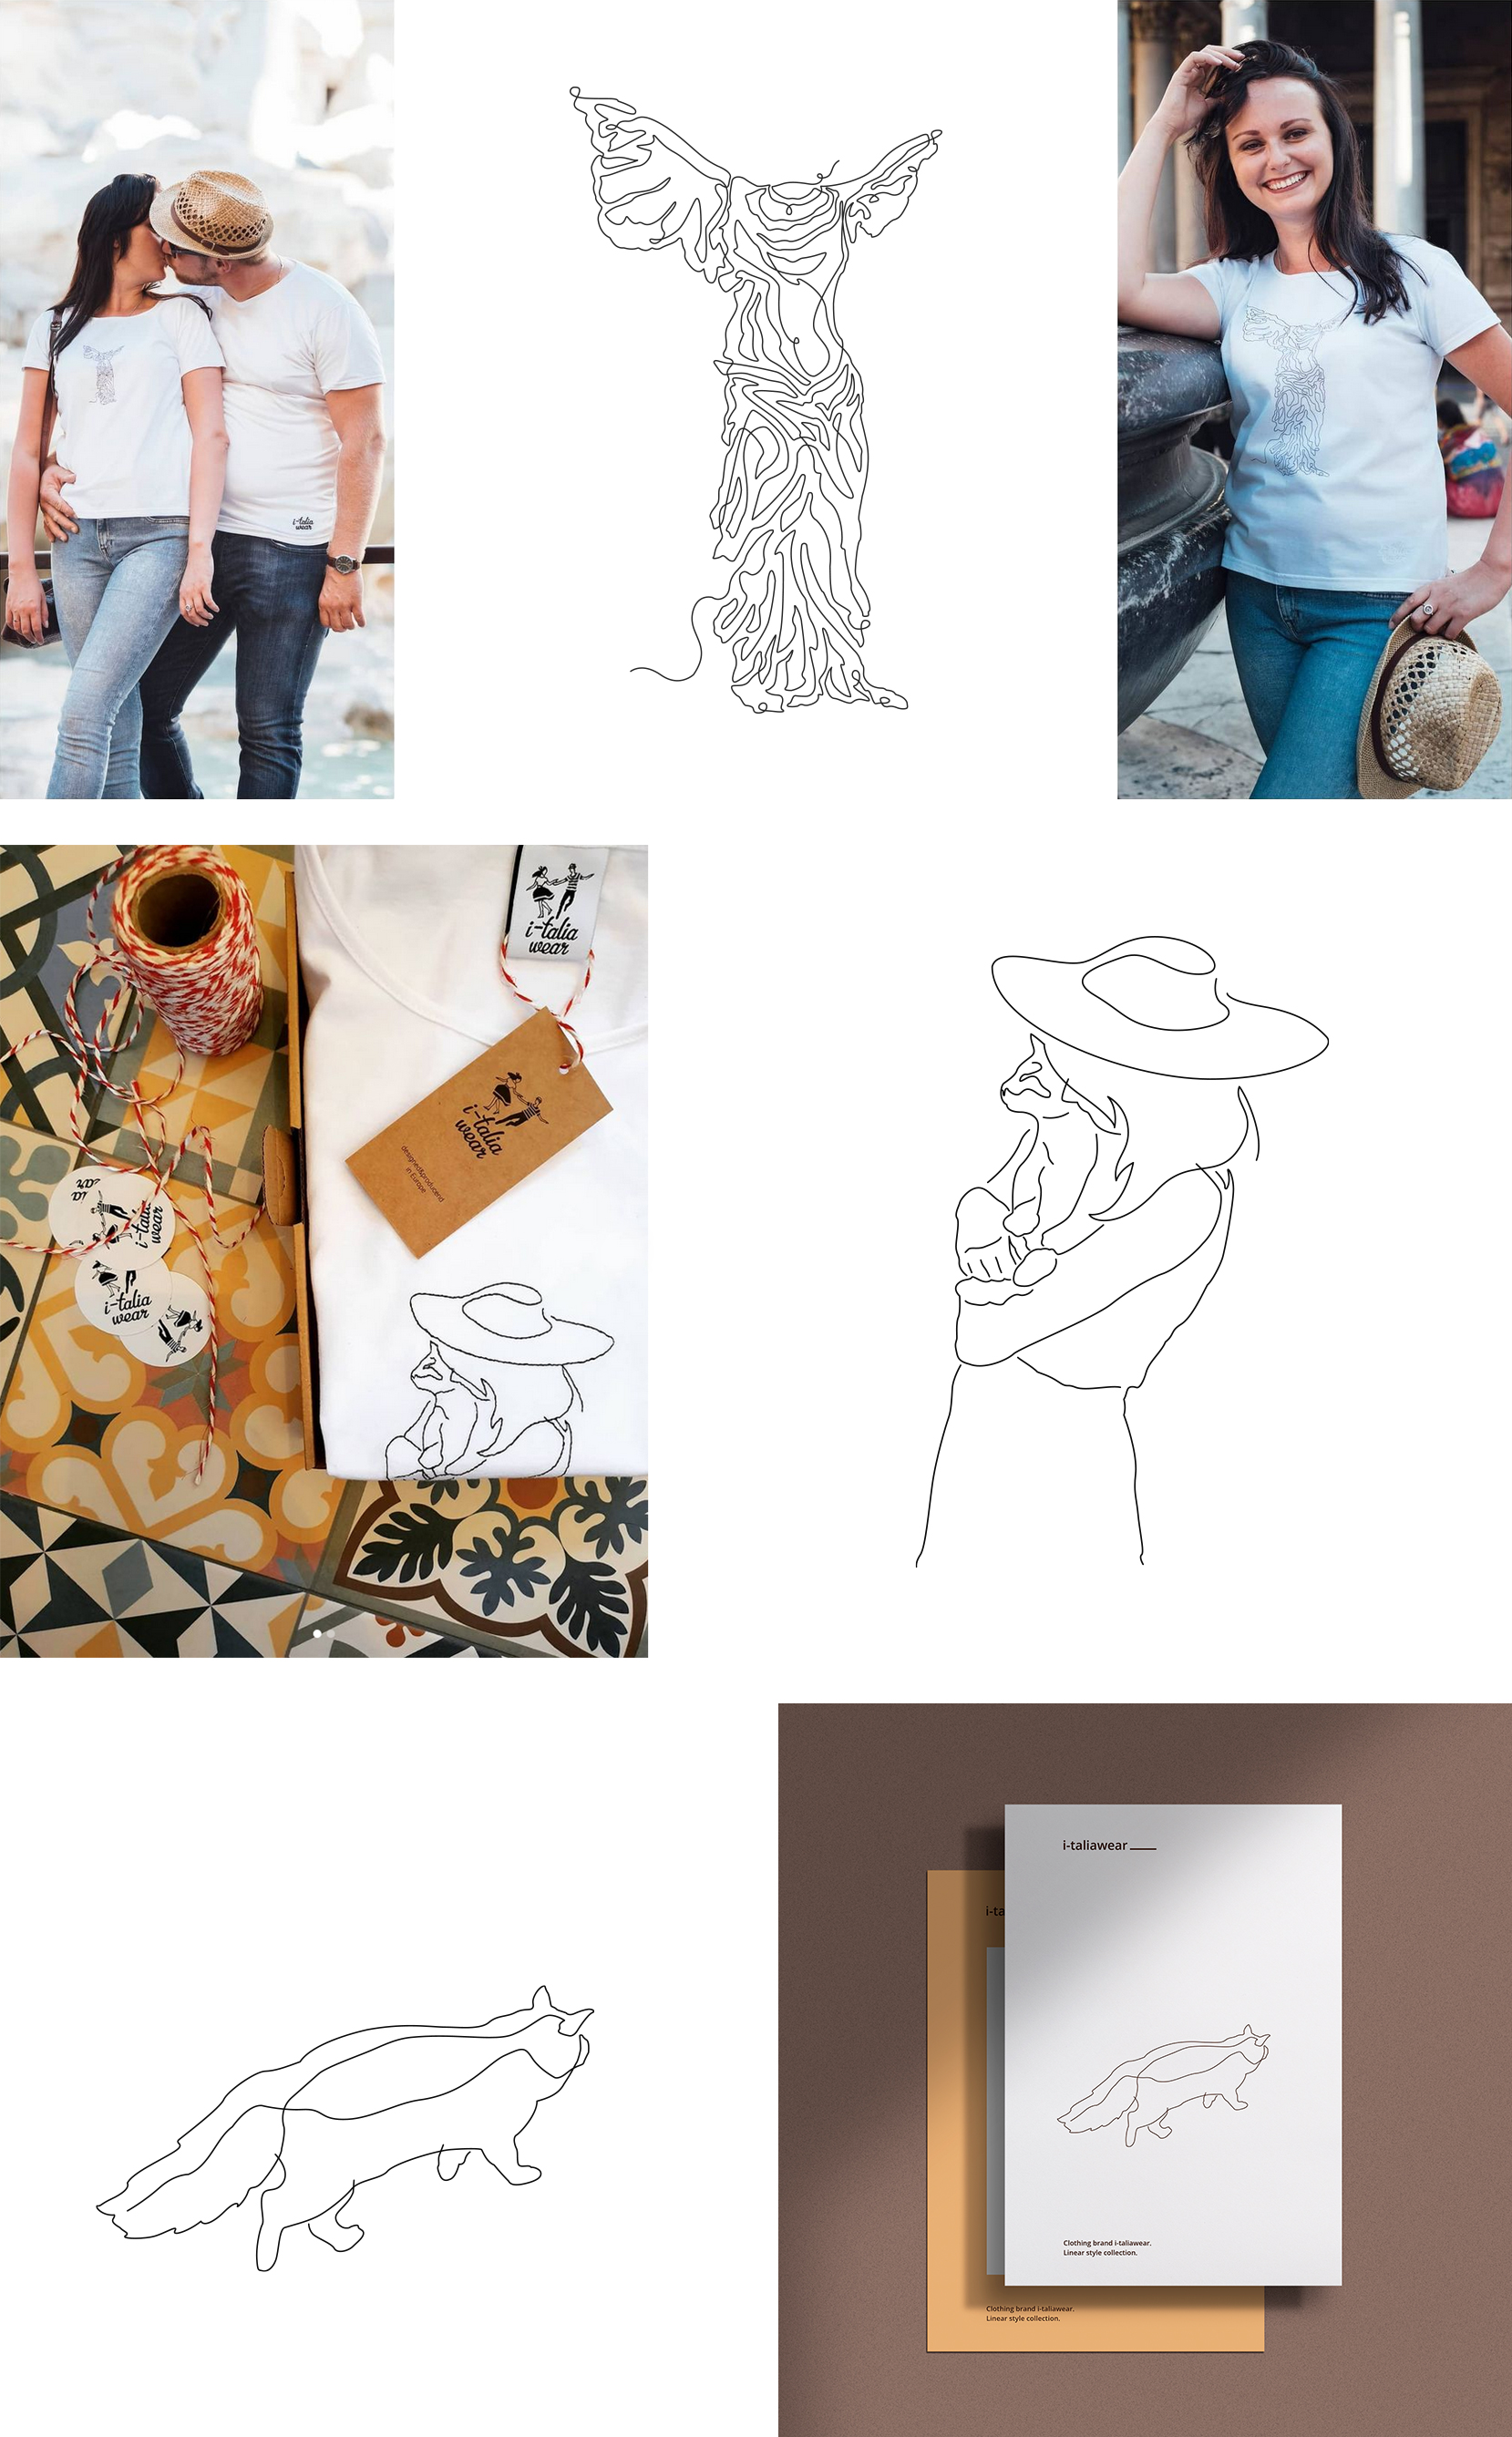 i-talia
wear
i-talia
wear
i-talia
wear
designed&producend
in Europe
i-talia
wear
i-talia
wear
i-taliawear
i-ta
Clothing brand i-taliawear.
Linear style collection.
Clothing brand i-taliawear.
Linear style collection.